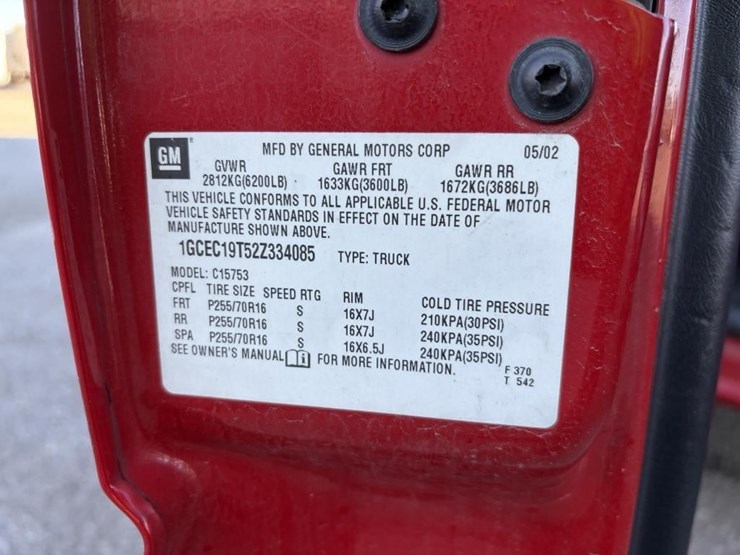 GM MFD BY GENERAL MOTORS CORP 05/02
GVWR GAWR FRT GAWR RR
2812KG(6200LB) 1633KG(3600LB) 1672KG(3686LB)
THIS VEHICLE CONFORMS TO ALL APPLICABLE U.S. FEDERAL MOTOR
VEHICLE SAFETY STANDARDS IN EFFECT ON THE DATE OF
MANUFACTURE SHOWN ABOVE.
1GCEC19T52Z334085 TYPE: TRUCK
MODEL: C15753
CPFL TIRE SIZE SPEED RTG RIM COLD TIRE PRESSURE
FRT P255/70R16 S 16X7J 210KPA(30PSI)
RR P255/70R16 S 16X7J 240KPA(35PSI)
SPA P255/70R16 S 16X6.5J 240KPA(35PSI)
SEE OWNER'S MANUAL i FOR MORE INFORMATION.
F 370
T 542